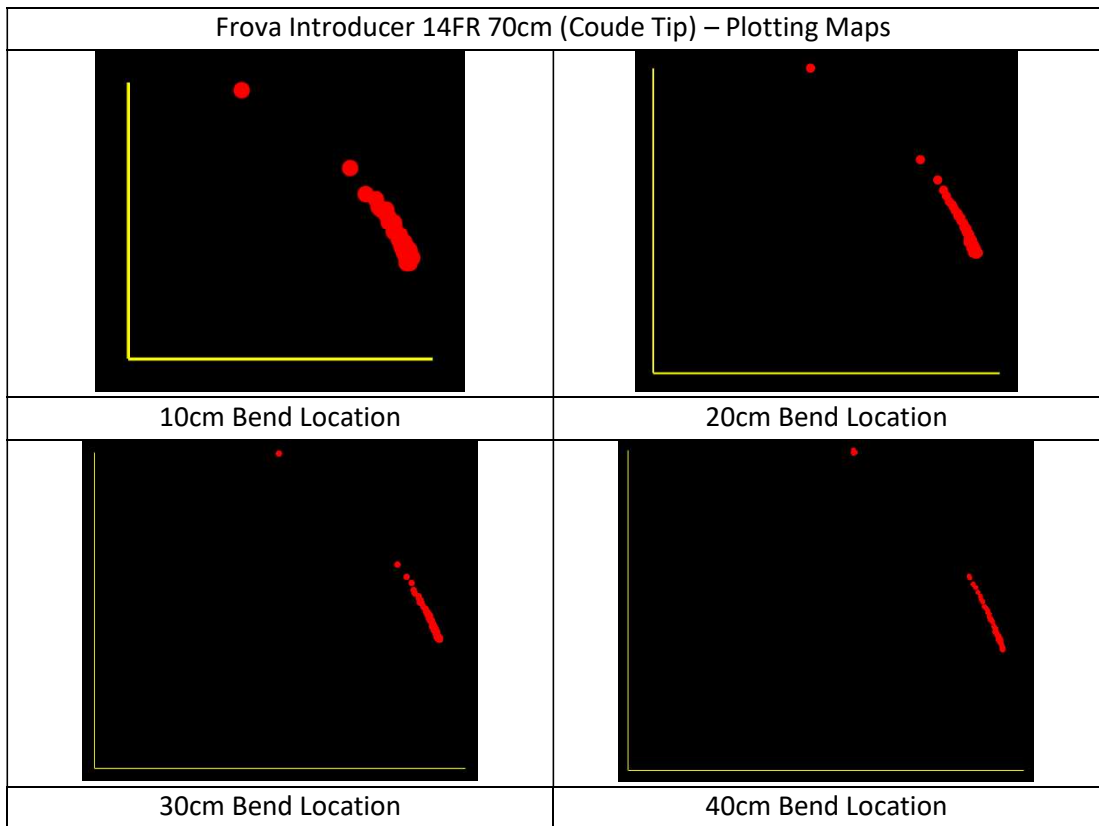 Frova Introducer 14FR 70cm (Coude Tip) – Plotting Maps
10cm Bend Location
20cm Bend Location
30cm Bend Location
40cm Bend Location